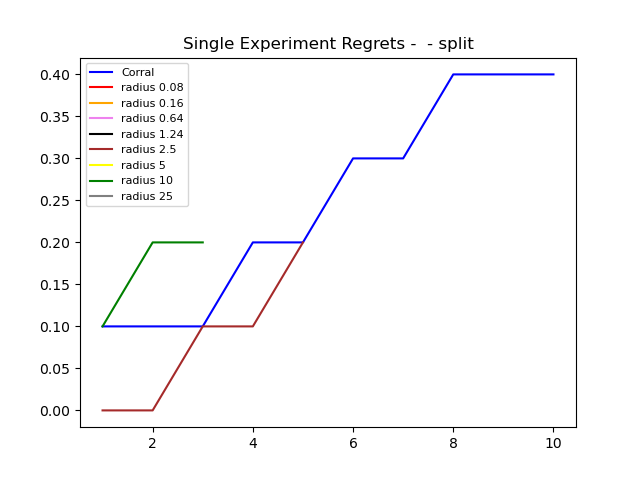 Single Experiment Regrets -  - split
Corral
radius 0.08
radius 0.16
radius 0.64
radius 1.24
radius 2.5
radius 5
radius 10
radius 25
0.40
0.35
0.30
0.25
0.20
0.15
0.10
0.05
0.00
2 4 6 8 10